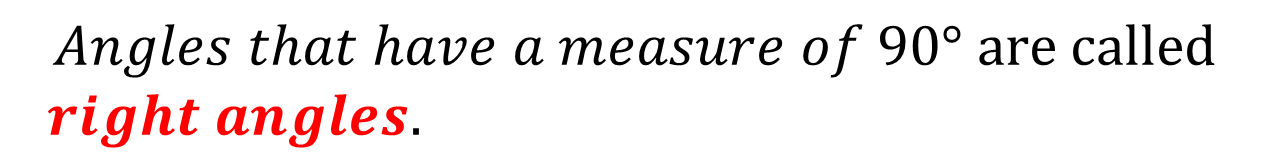 Angles that have a measure of 90° are called
right angles.